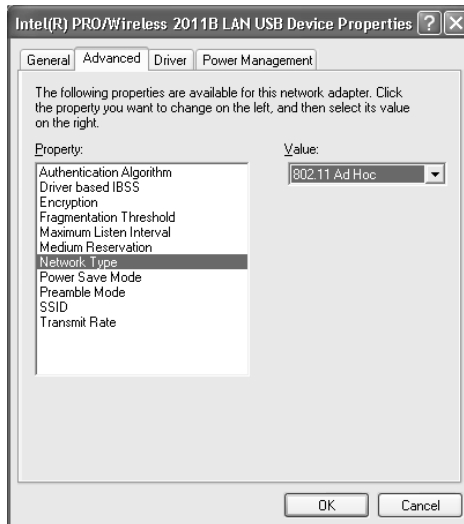 Intel(R) PRO/Wireless 2011B LAN USB Device Properties
General Advanced Driver Power Management
The following properties are available for this network adapter. Click
the property you want to change on the left, and then select its value
on the right.
Property:
Value:
Authentication Algorithm
Driver based IBSS
Encryption
Fragmentation Threshold
Maximum Listen Interval
Medium Reservation
Network Type
Power Save Mode
Preamble Mode
SSID
Transmit Rate
802.11 Ad Hoc
OK
Cancel